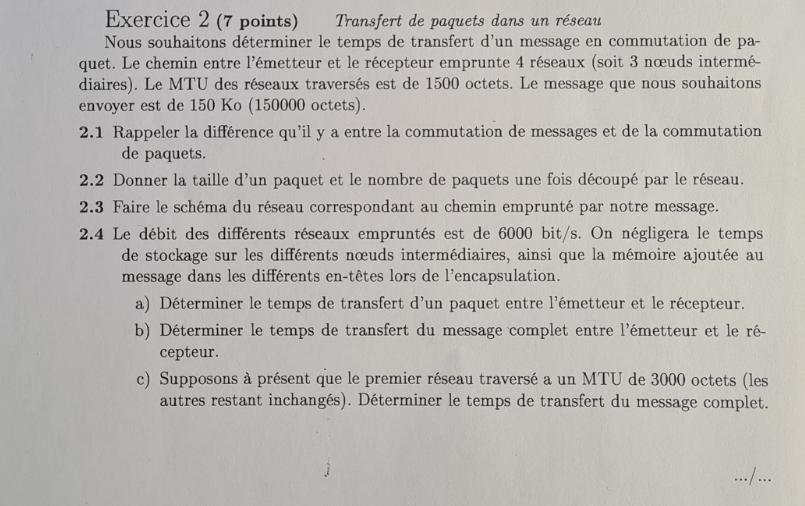 Exercice 2 (7 points) Transfert de paquets dans un réseau
Nous souhaitons déterminer le temps de transfert d'un message en commutation de pa-
quet. Le chemin entre l'émetteur et le récepteur emprunte 4 réseaux (soit 3 nœuds intermé-
diaires). Le MTU des réseaux traversés est de 1500 octets. Le message que nous souhaitons
envoyer est de 150 Ko (150000 octets).
2.1 Rappeler la différence qu'il y a entre la commutation de messages et de la commutation
de paquets.
2.2 Donner la taille d'un paquet et le nombre de paquets une fois découpé par le réseau.
2.3 Faire le schéma du réseau correspondant au chemin emprunté par notre message.
2.4 Le débit des différents réseaux empruntés est de 6000 bit/s. On négligera le temps
de stockage sur les différents nœuds intermédiaires, ainsi que la mémoire ajoutée au
message dans les différents en-têtes lors de l'encapsulation.
a) Déterminer le temps de transfert d'un paquet entre l'émetteur et le récepteur.
b) Déterminer le temps de transfert du message complet entre l'émetteur et le ré-
cepteur.
c) Supposons à présent que le premier réseau traversé a un MTU de 3000 octets (les
autres restant inchangés). Déterminer le temps de transfert du message complet.
.../...